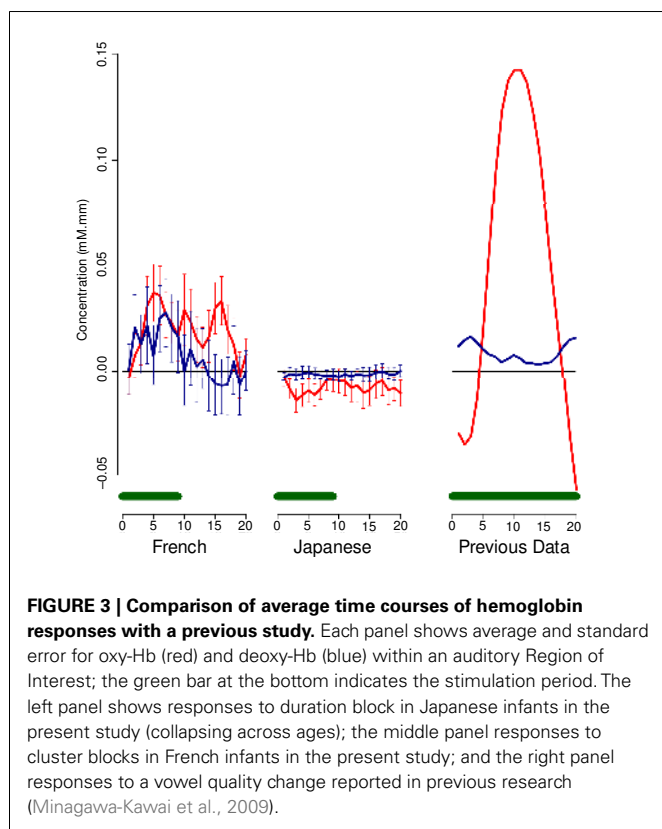 0.15
0.10
0.05
0.00
−0.05
Concentration (mM.mm)
0 5 10 15 20
0 5 10 15 20
0 5 10 15 20
French
Japanese
Previous Data
FIGURE 3 | Comparison of average time courses of hemoglobin
responses with a previous study. Each panel shows average and standard
error for oxy-Hb (red) and deoxy-Hb (blue) within an auditory Region of
Interest; the green bar at the bottom indicates the stimulation period. The
left panel shows responses to duration block in Japanese infants in the
present study (collapsing across ages); the middle panel responses to
cluster blocks in French infants in the present study; and the right panel
responses to a vowel quality change reported in previous research
(Minagawa-Kawai et al., 2009).